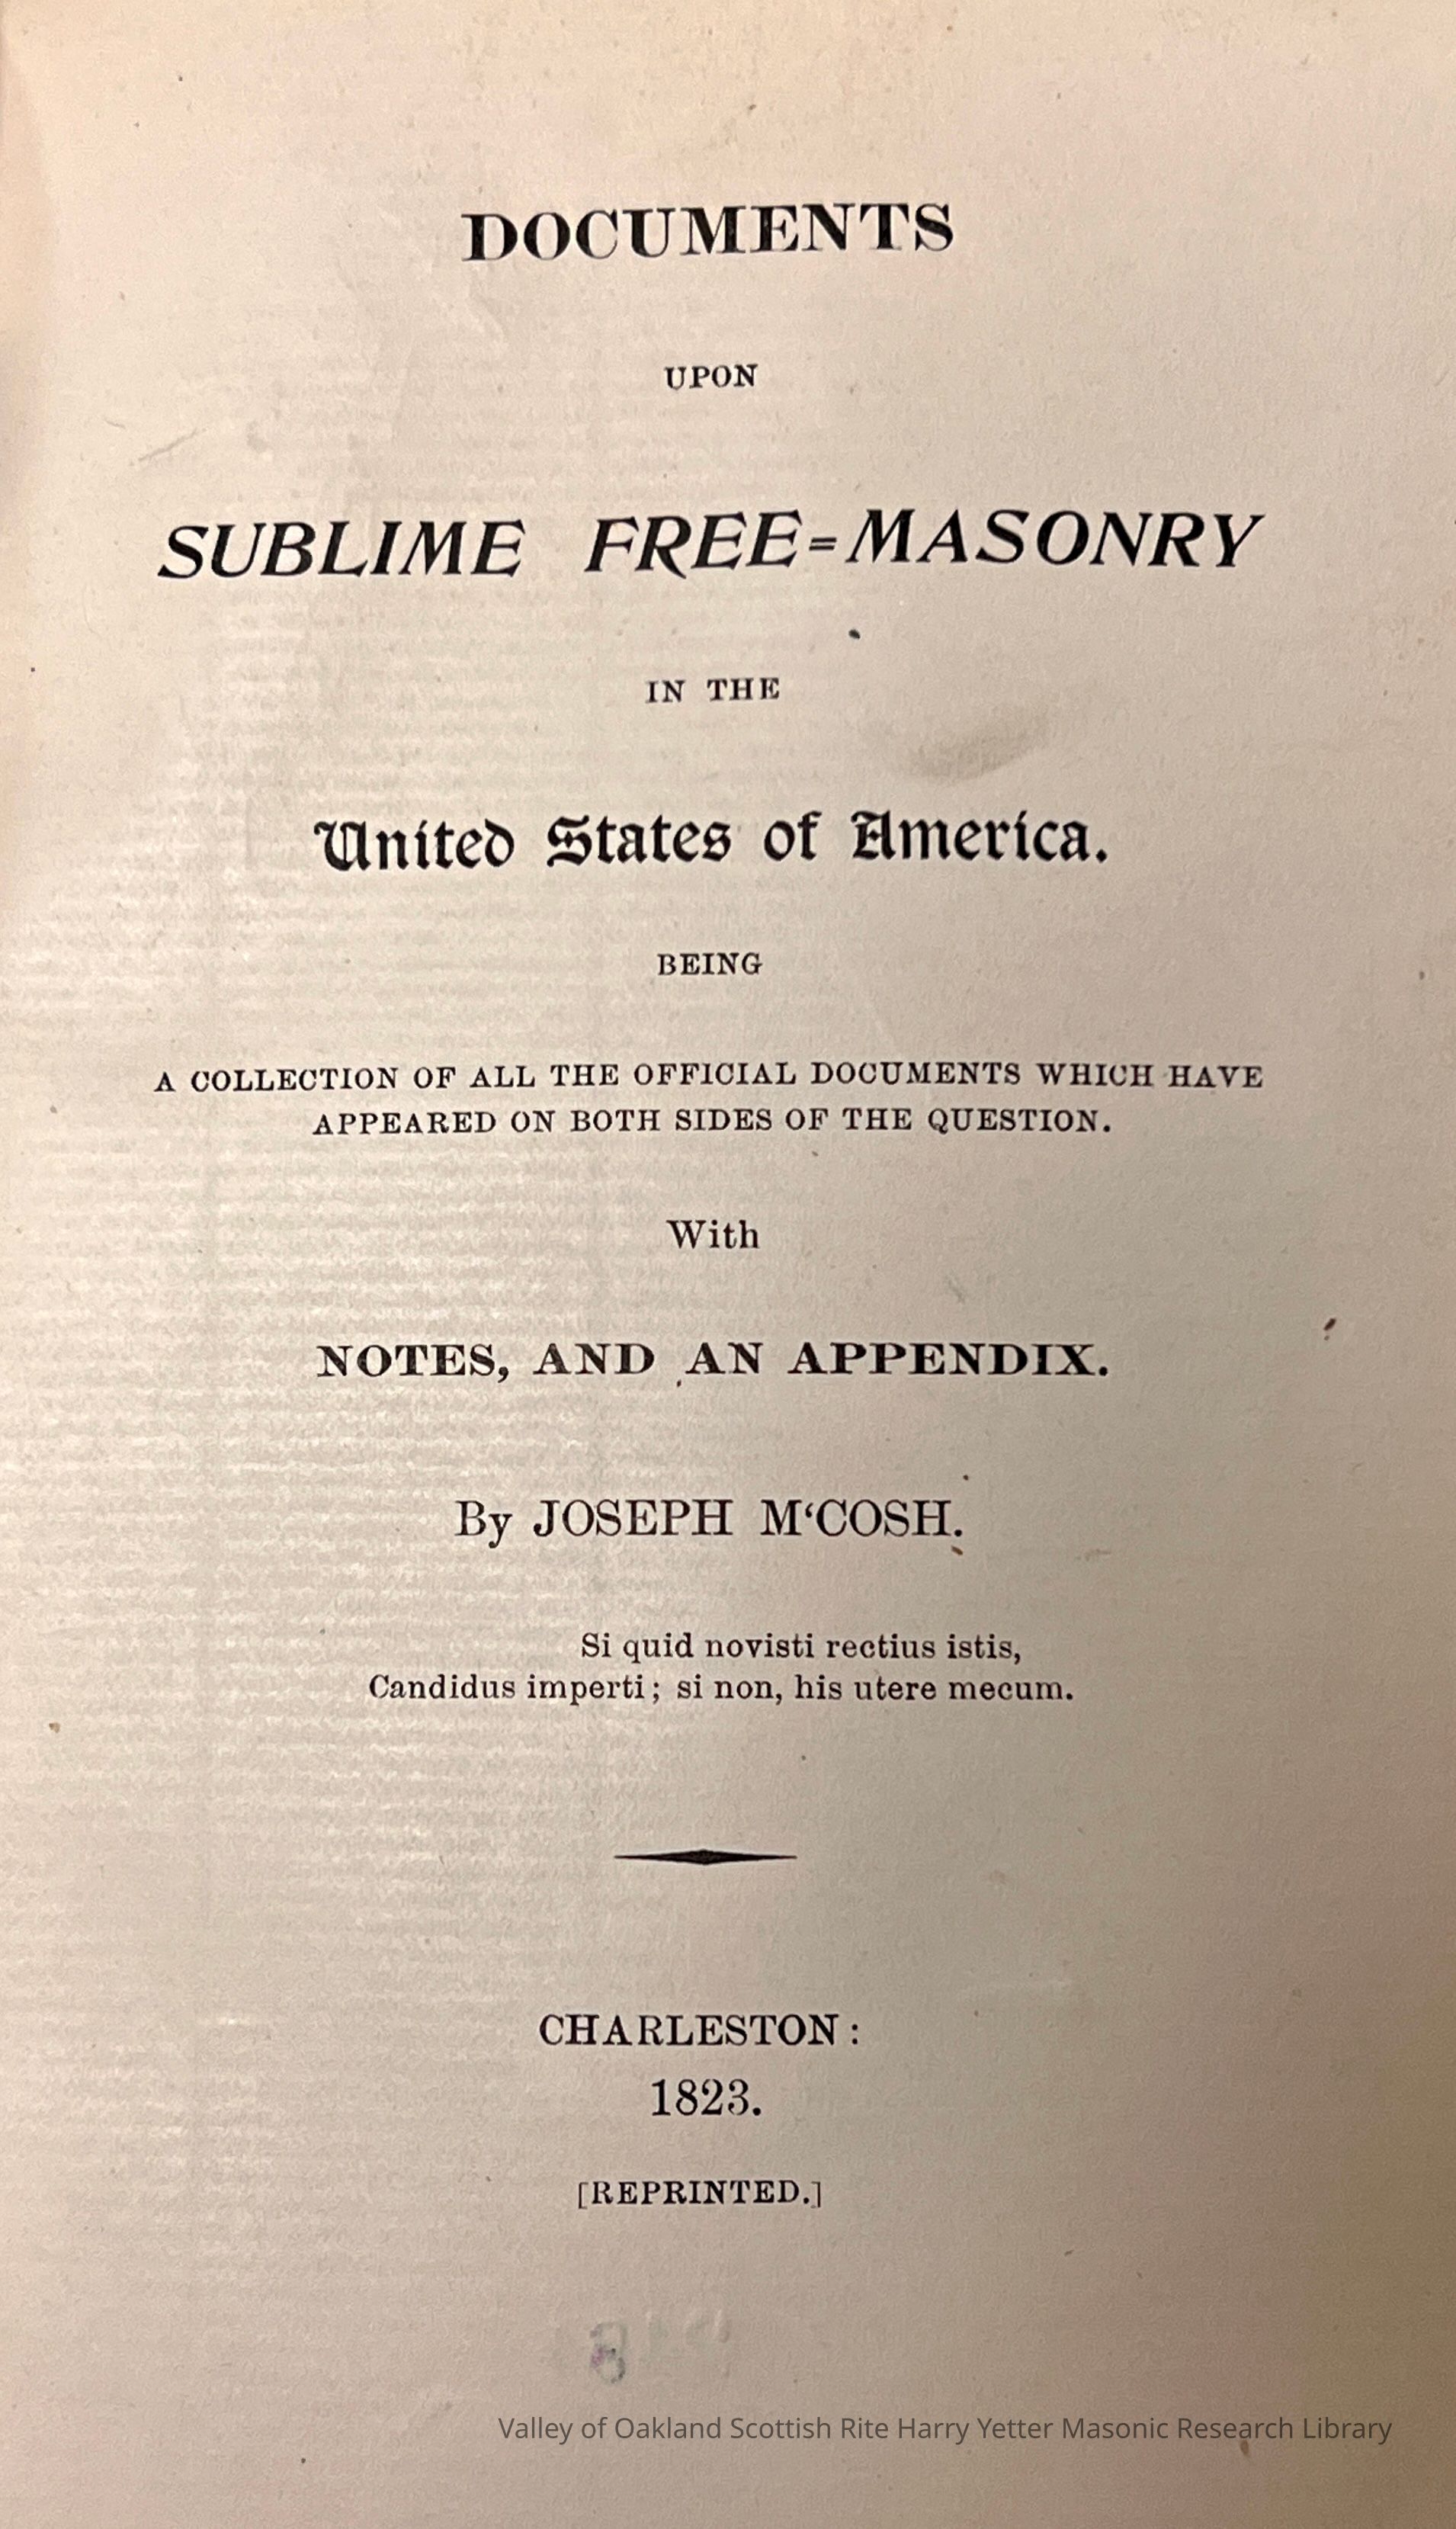 DOCUMENTS
UPON
SUBLIME FREE=MASONRY
IN THE
United States of America.
BEING
A COLLECTION OF ALL THE OFFICIAL DOCUMENTS WHICH HAVE
APPEARED ON BOTH SIDES OF THE QUESTION.
With
NOTES, AND AN APPENDIX.
By JOSEPH M‘COSH.
Si quid novisti rectius istis,
Candidus imperti; si non, his utere mecum.
CHARLESTON:
1823.
[REPRINTED.]
Valley of Oakland Scottish Rite Harry Yetter Masonic Research Library